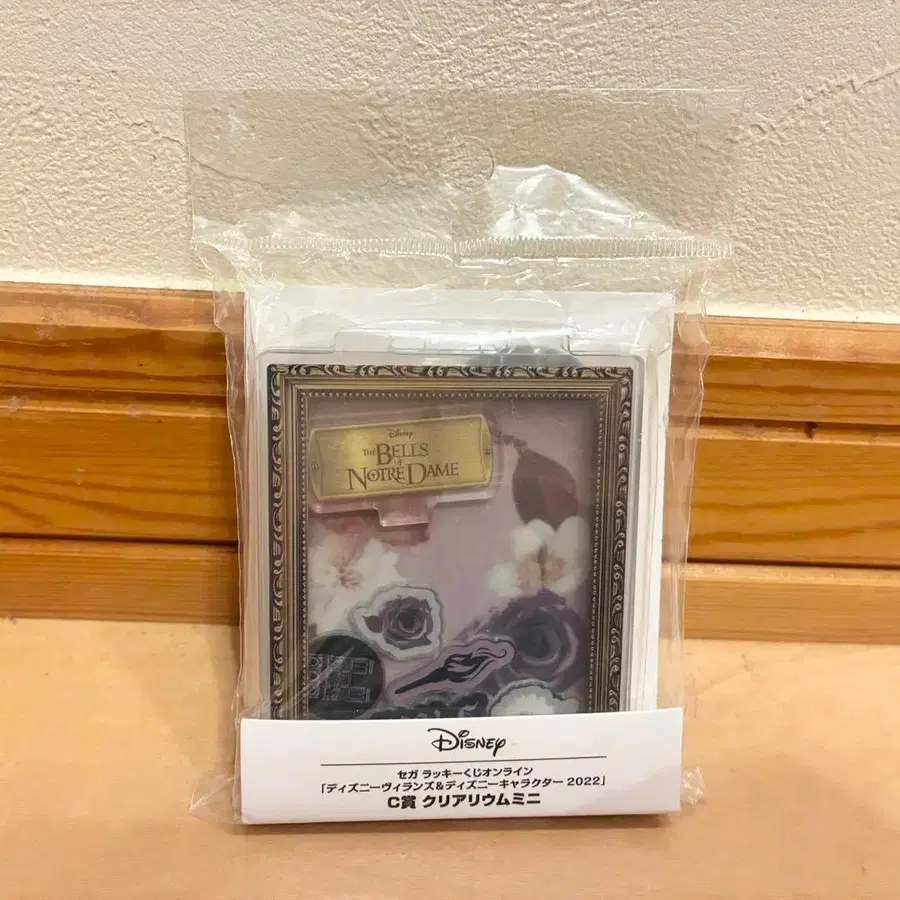 Disney
THE BELLS
of
NOTRE DAME
Disney
セガ ラッキーくじオンライン
「ディズニーヴィランズ&ディズニーキャラクター 2022」
C賞 クリアリウムミニ